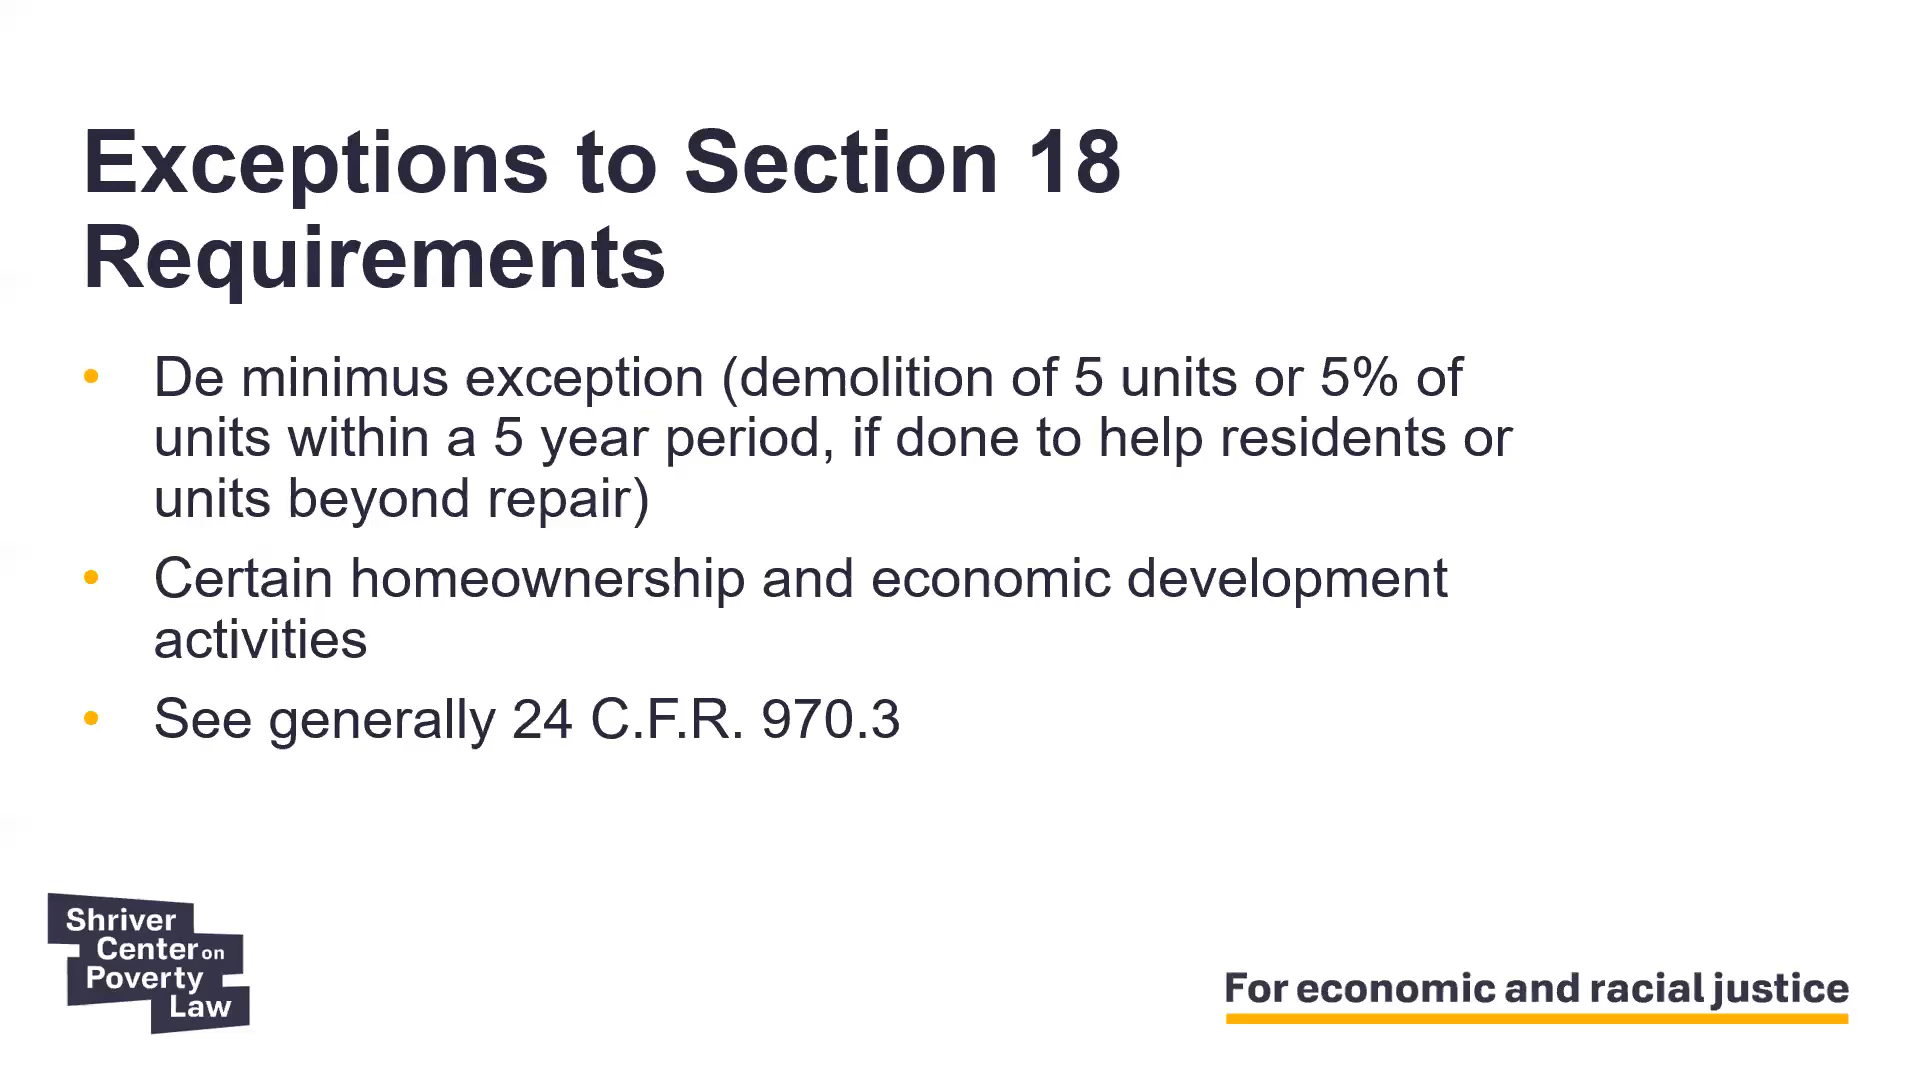 Exceptions to Section 18
Requirements
• De minimus exception (demolition of 5 units or 5% of
units within a 5 year period, if done to help residents or
units beyond repair)
• Certain homeownership and economic development
activities
• See generally 24 C.F.R. 970.3
Shriver
Center on
Poverty
Law
For economic and racial justice